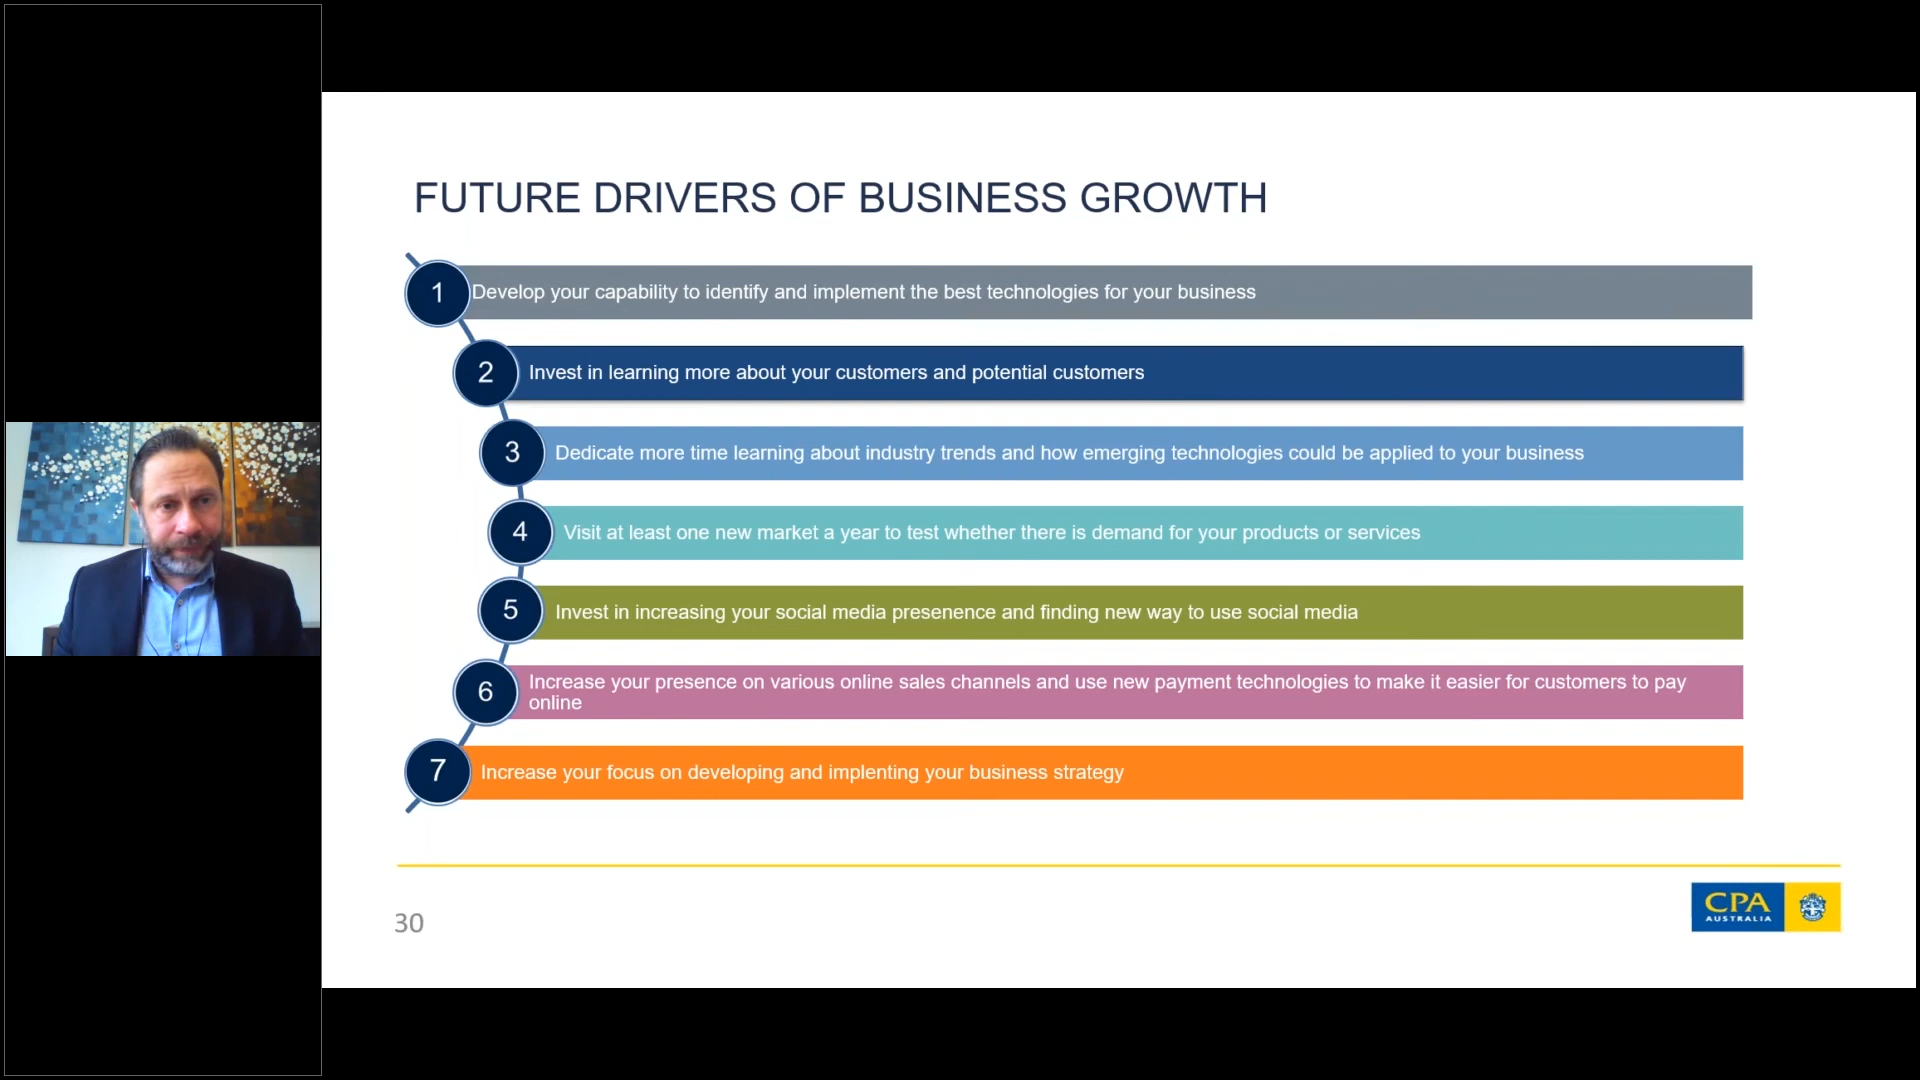 FUTURE DRIVERS OF BUSINESS GROWTH
1
Develop your capability to identify and implement the best technologies for your business
2
Invest in learning more about your customers and potential customers
3
Dedicate more time learning about industry trends and how emerging technologies could be applied to your business
4
Visit at least one new market a year to test whether there is demand for your products or services
5
Invest in increasing your social media presenence and finding new way to use social media
6
Increase your presence on various online sales channels and use new payment technologies to make it easier for customers to pay
online
7
Increase your focus on developing and implenting your business strategy
30
CPA
AUSTRALIA